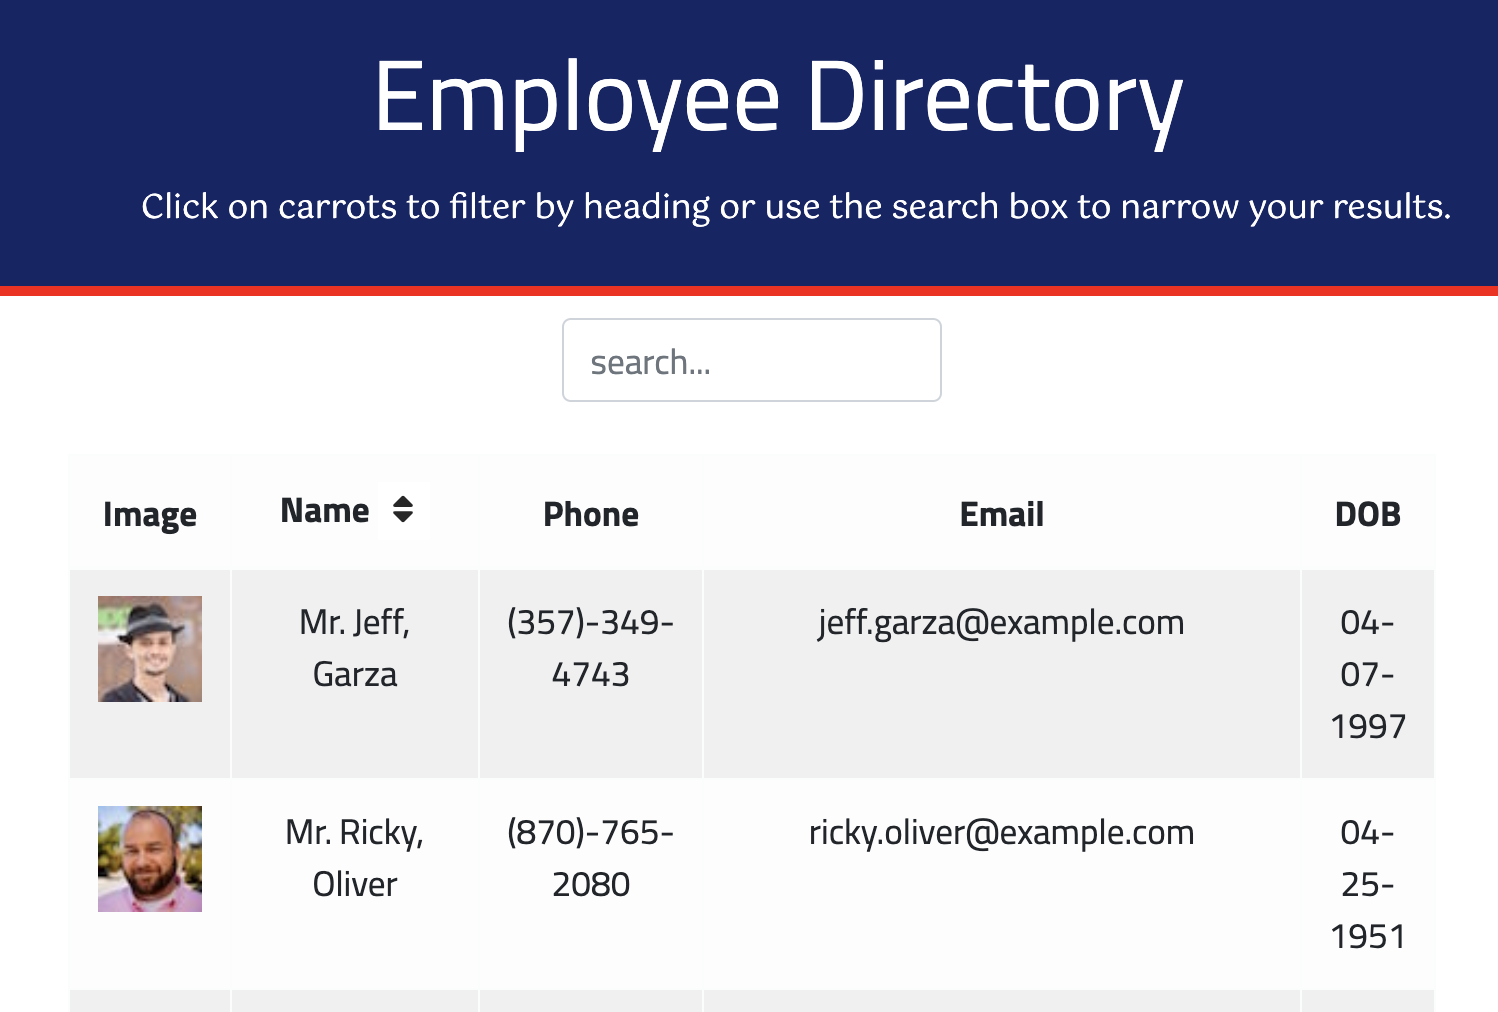 Employee Directory
Click on carrots to filter by heading or use the search box to narrow your results.
search...
Image Name Phone Email DOB
Mr. Jeff, (357)-349- jeff.garza@example.com 04-
Garza 4743 07-
1997
Mr. Ricky, (870)-765- ricky.oliver@example.com 04-
Oliver 2080 25-
1951